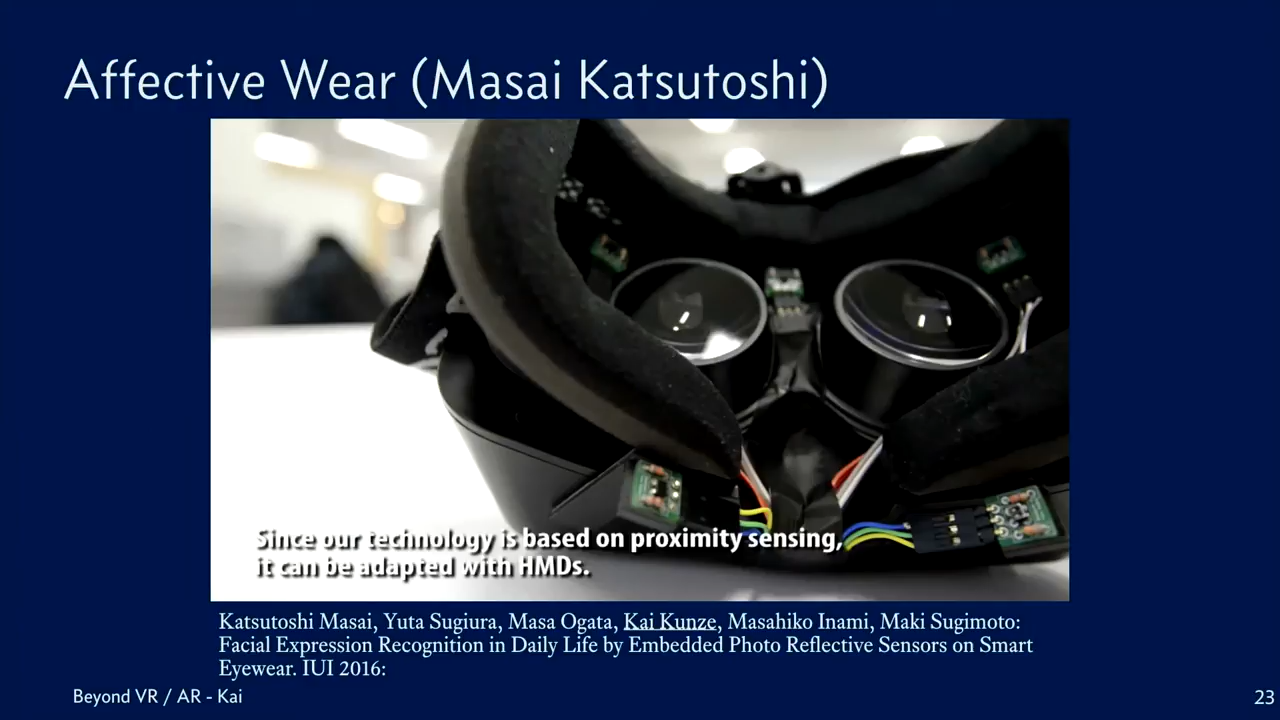 Affective Wear (Masai Katsutoshi)
Since our technology is based on proximity sensing,
it can be adapted with HMDs.
Katsutoshi Masai, Yuta Sugiura, Masa Ogata, Kai Kunze, Masahiko Inami, Maki Sugimoto:
Facial Expression Recognition in Daily Life by Embedded Photo Reflective Sensors on Smart
Eyewear. IUI 2016:
Beyond VR / AR - Kai
23